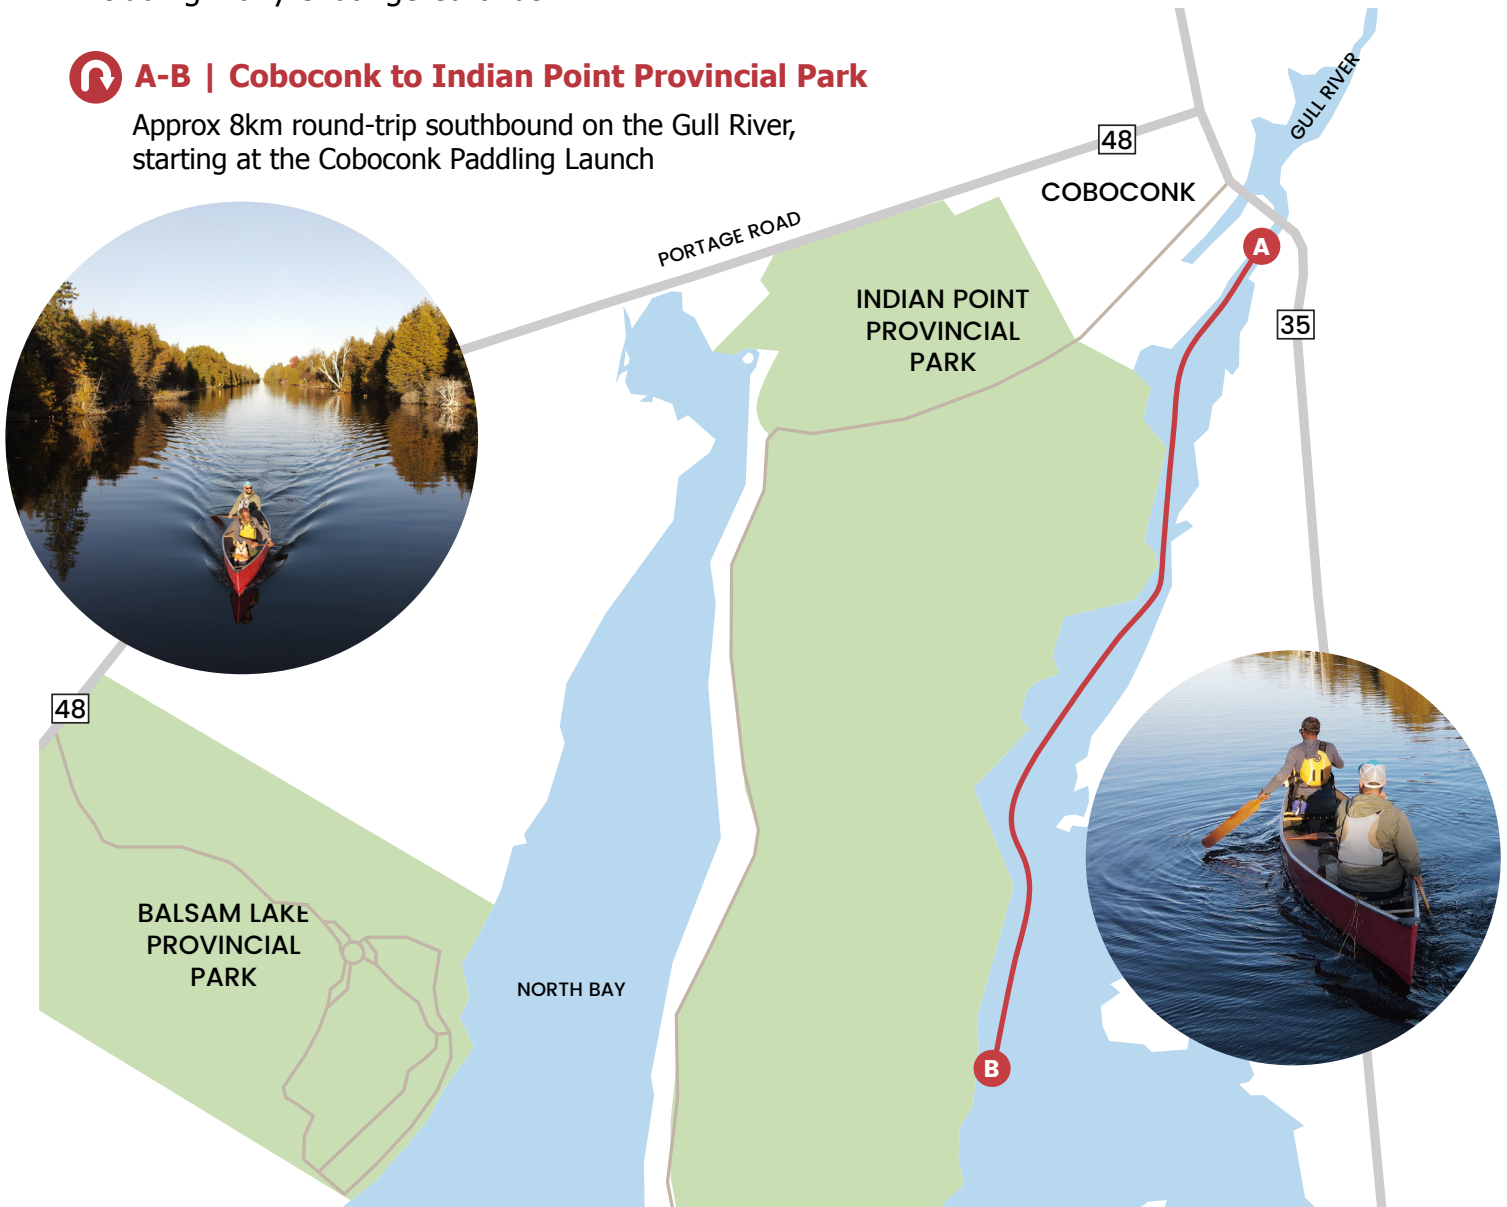 A-B | Coboconk to Indian Point Provincial Park
Approx 8km round-trip southbound on the Gull River,
starting at the Coboconk Paddling Launch
GULL RIVER
48
COBOCONK
PORTAGE ROAD
A
INDIAN POINT
PROVINCIAL
PARK
35
48
BALSAM LAKE
PROVINCIAL
PARK
NORTH BAY
B